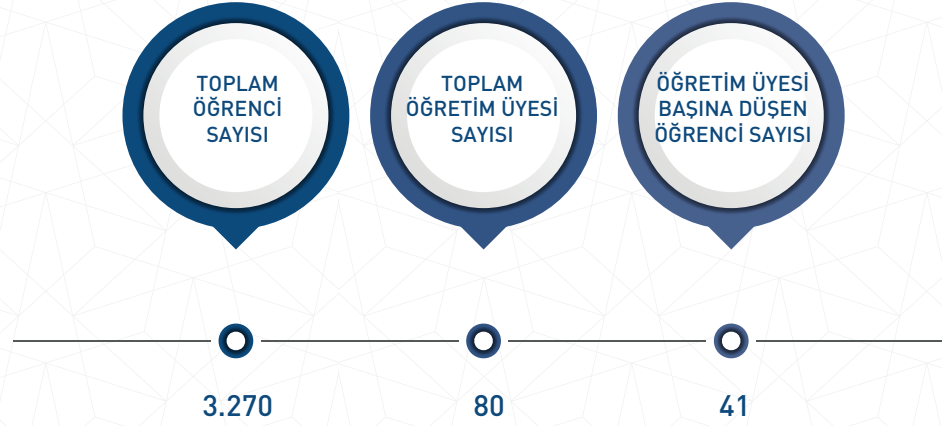 TOPLAM
ÖĞRENCİ
SAYISI
TOPLAM
ÖĞRETİM ÜYESİ
SAYISI
ÖĞRETİM ÜYESİ
BAŞINA DÜŞEN
ÖĞRENCİ SAYISI
3.270
80
41